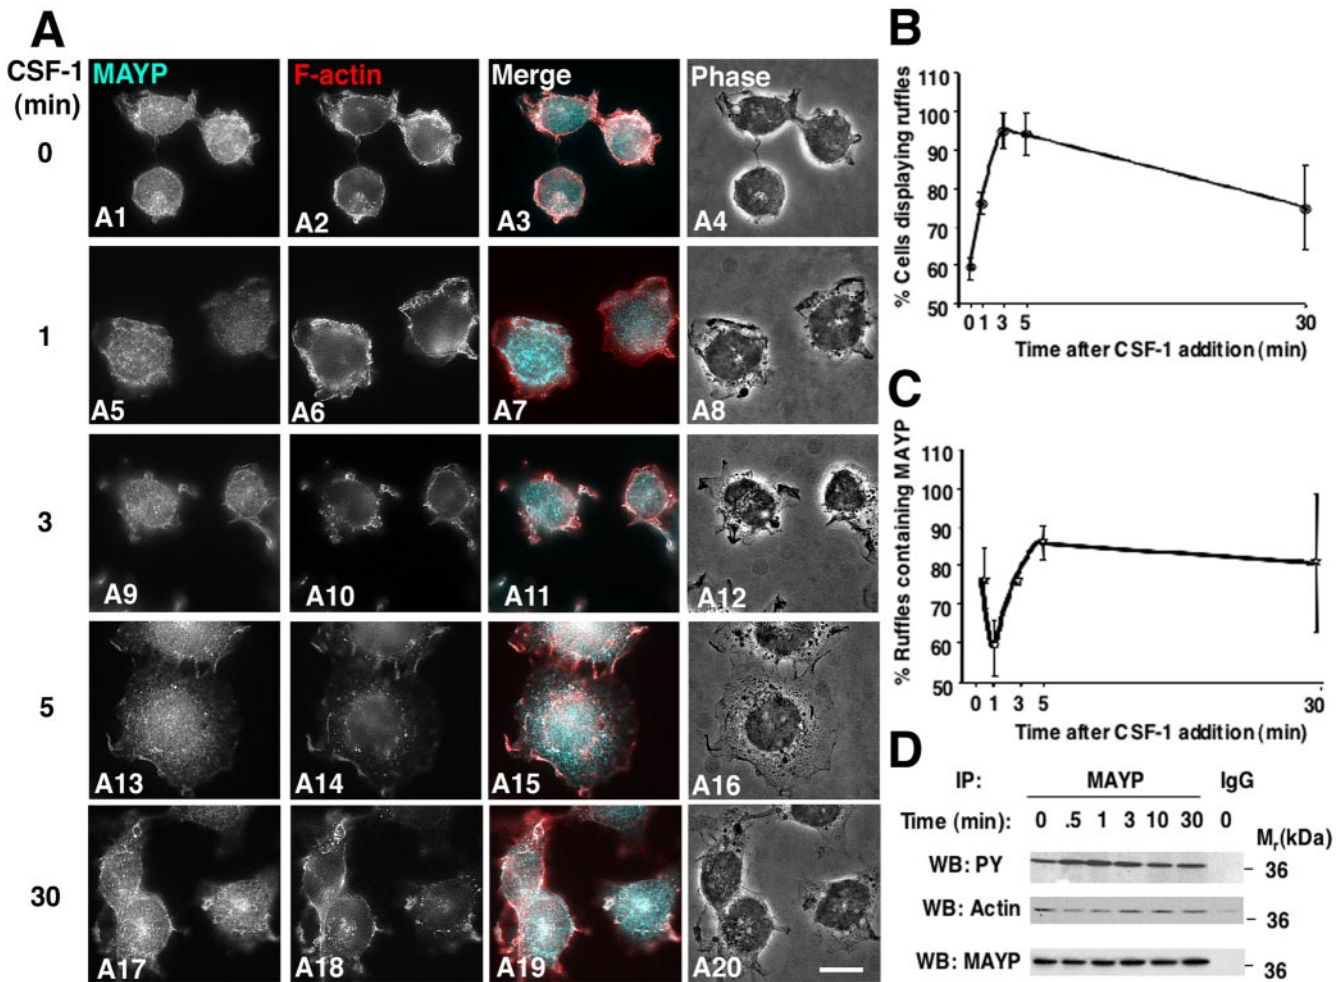 A
CSF-1
(min)
MAYP
F-actin
Merge
Phase
0
A1
A2
A3
A4
1
A5
A6
A7
A8
3
A9
A10
A11
A12
5
A13
A14
A15
A16
30
A17
A18
A19
A20
B
% Cells displaying ruffles
110
100
90
80
70
60
50
0 1 3 5 30
Time after CSF-1 addition (min)
C
% Ruffles containing MAYP
110
100
90
80
70
60
50
0 1 3 5 30
Time after CSF-1 addition (min)
D
IP: MAYP IgG
Time (min): 0 .5 1 3 10 30 0
Mr(kDa)
WB: PY – 36
WB: Actin – 36
WB: MAYP – 36